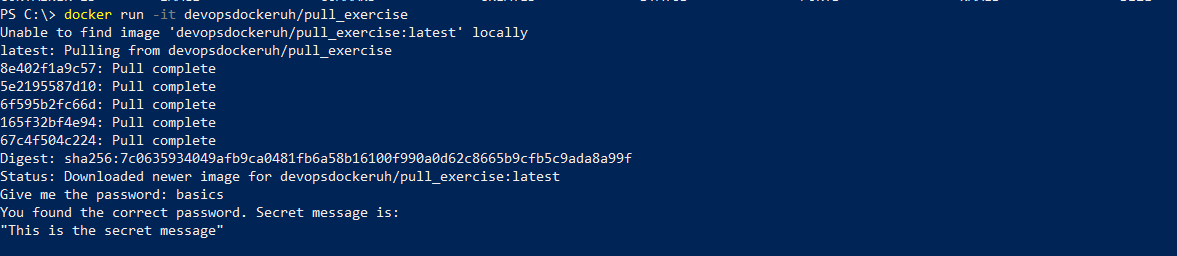 PS C:\> docker run -it devopsdockeruh/pull_exercise
Unable to find image 'devopsdockeruh/pull_exercise:latest' locally
latest: Pulling from devopsdockeruh/pull_exercise
8e402f1a9c57: Pull complete
5e2195587d10: Pull complete
6f595b2fc66d: Pull complete
165f32bf4e94: Pull complete
67c4f504c224: Pull complete
Digest: sha256:7c0635934049afb9ca0481fb6a58b16100f990a0d62c8665b9cfb5c9ada8a99f
Status: Downloaded newer image for devopsdockeruh/pull_exercise:latest
Give me the password: basics
You found the correct password. Secret message is:
"This is the secret message"